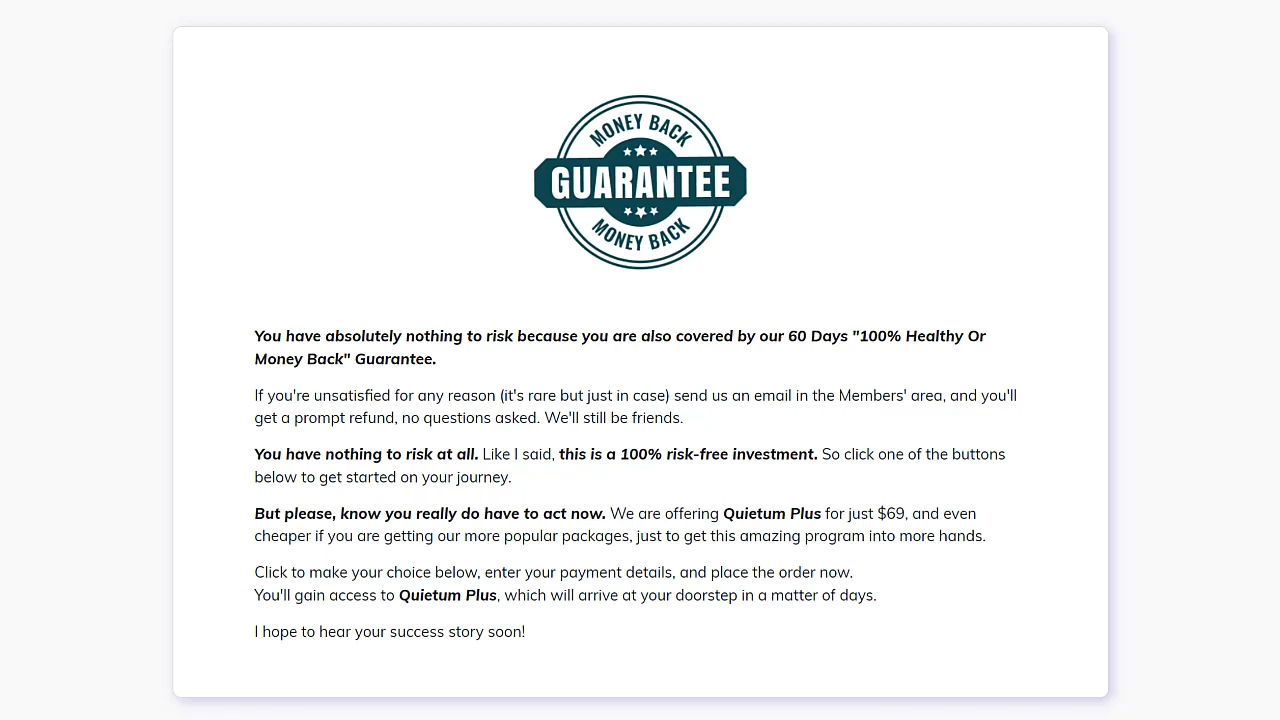 MONEY BACK
GUARANTEE
MONEY BACK
You have absolutely nothing to risk because you are also covered by our 60 Days "100% Healthy Or
Money Back" Guarantee.
If you're unsatisfied for any reason (it's rare but just in case) send us an email in the Members' area, and you'll
get a prompt refund, no questions asked. We'll still be friends.
You have nothing to risk at all. Like I said, this is a 100% risk-free investment. So click one of the buttons
below to get started on your journey.
But please, know you really do have to act now. We are offering Quietum Plus for just $69, and even
cheaper if you are getting our more popular packages, just to get this amazing program into more hands.
Click to make your choice below, enter your payment details, and place the order now.
You'll gain access to Quietum Plus, which will arrive at your doorstep in a matter of days.
I hope to hear your success story soon!